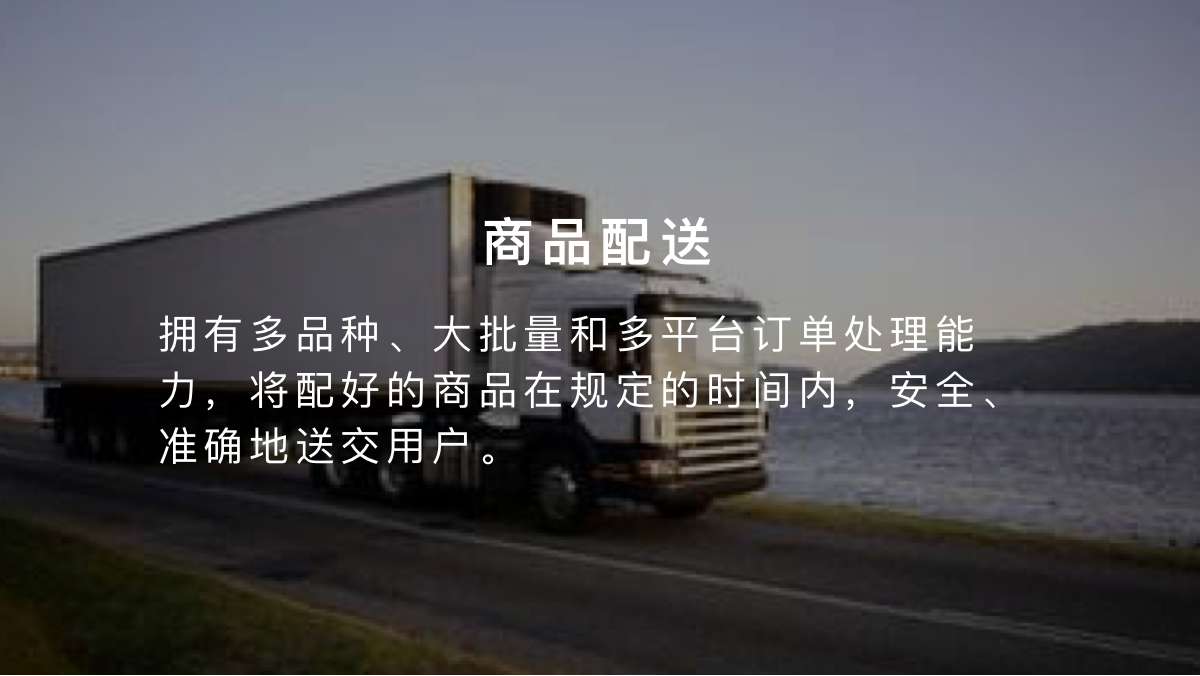 商品配送
拥有多品种、大批量和多平台订单处理能
力，将配好的商品在规定的时间内，安全、
准确地送交用户。